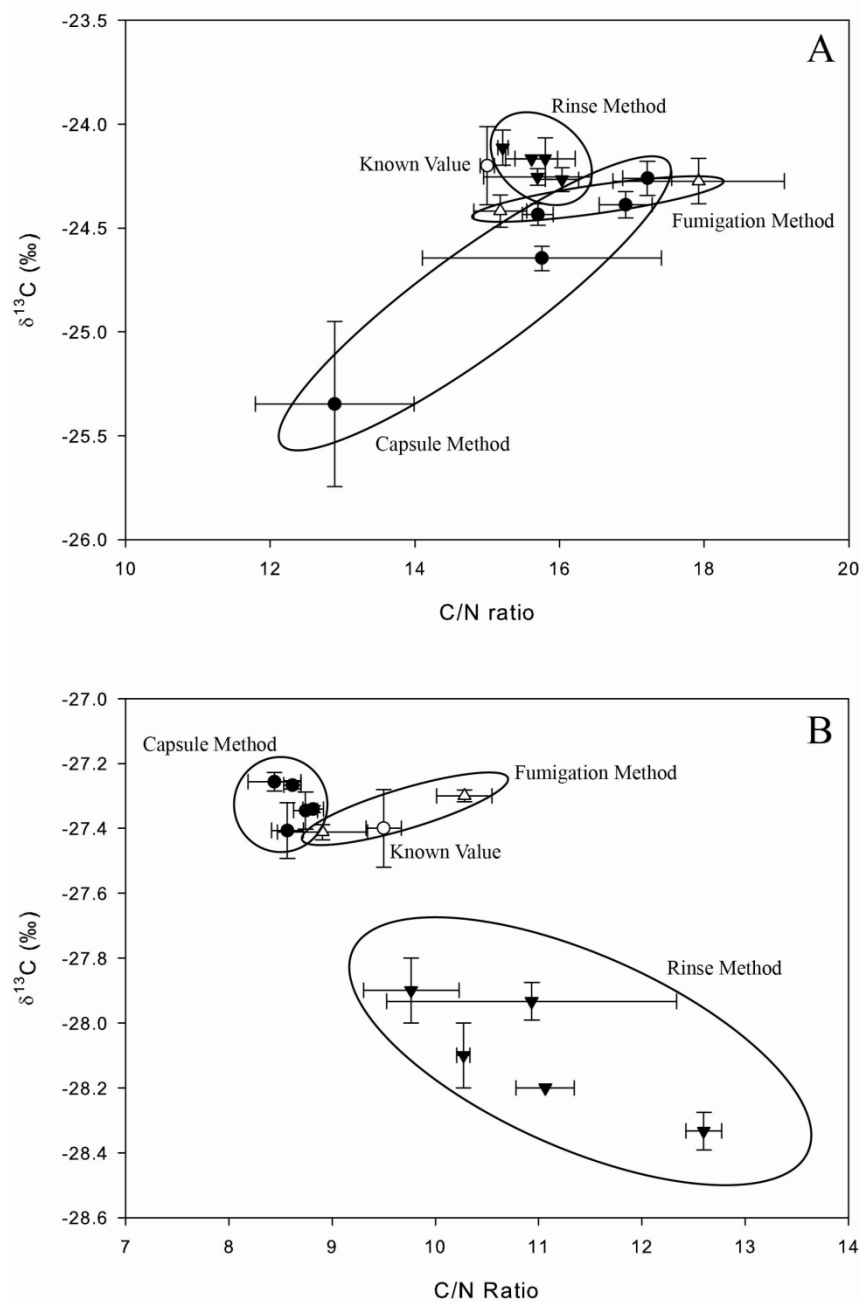 A
-23.5
-24.0
-24.5
-25.0
-25.5
-26.0
δ13C (‰)
Rinse Method
Known Value
Fumigation Method
Capsule Method
10 12 14 16 18 20
C/N ratio
B
-27.0
-27.2
-27.4
-27.6
-27.8
-28.0
-28.2
-28.4
-28.6
δ13C (‰)
Capsule Method
Fumigation Method
Known Value
Rinse Method
7 8 9 10 11 12 13 14
C/N Ratio